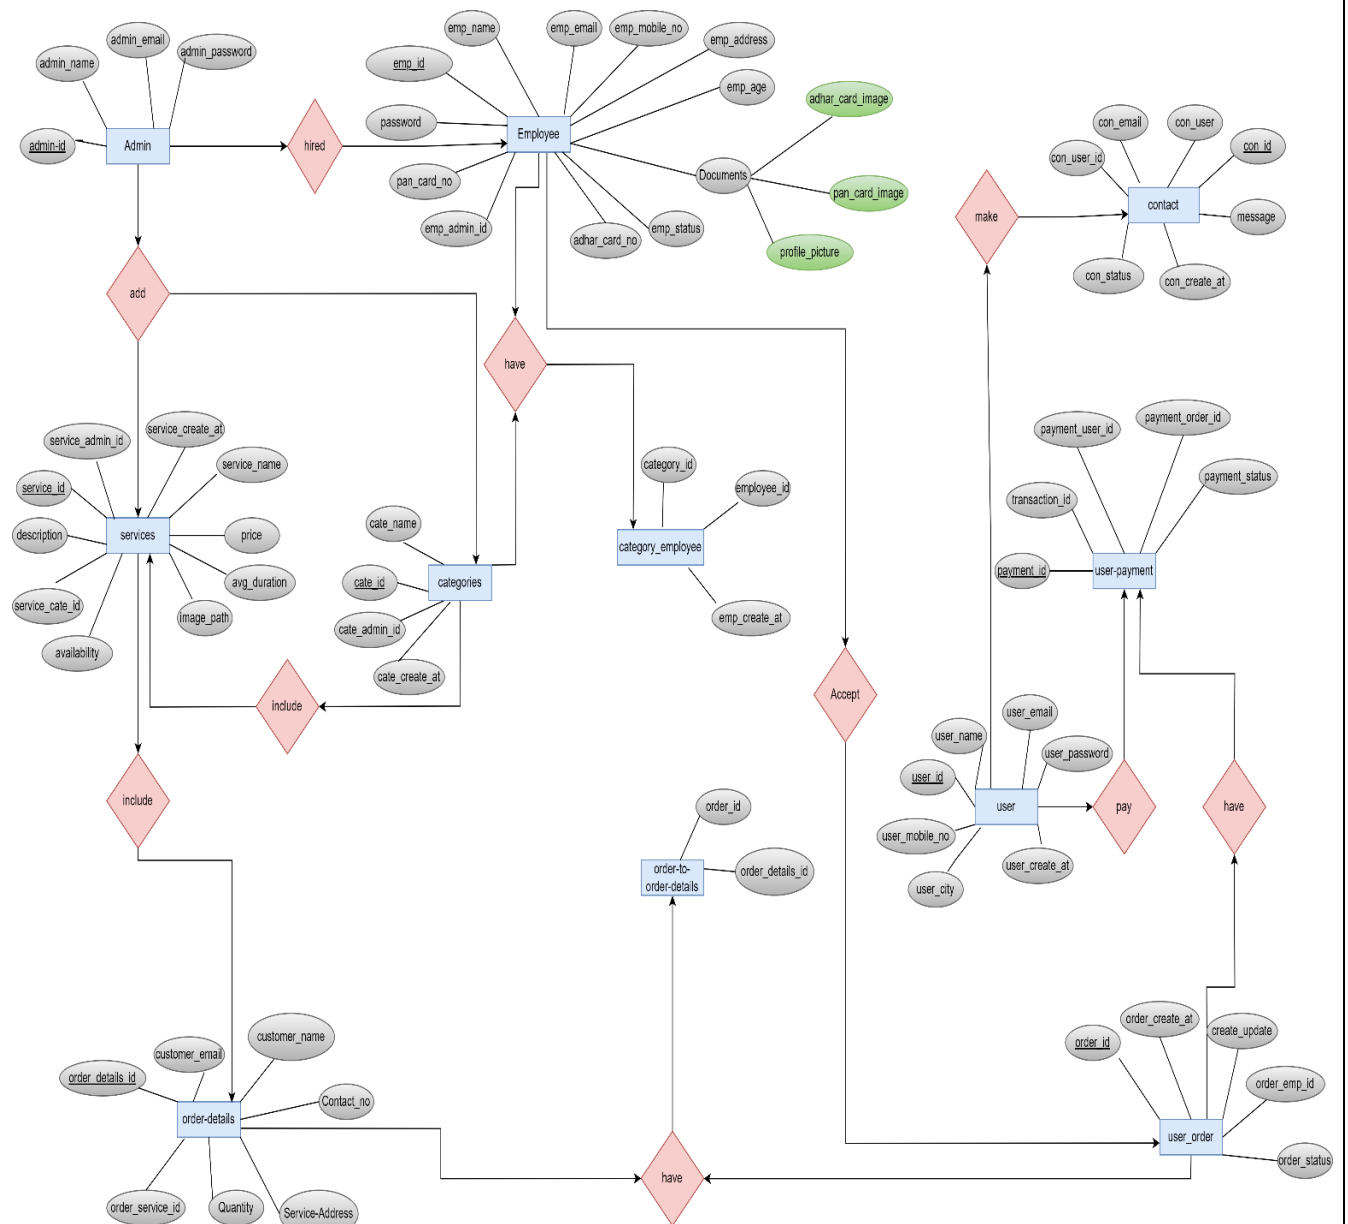 emp_name
emp_email
emp_mobile_no
admin_email
emp_address
admin_password
admin_name
emp_id
emp_age
adhar_card_image
password
con_email
con_user
Employee
hired
admin-id
Admin
con_id
con_user_id
Documents
pan_card_no
pan_card_image
contact
make
message
emp_admin_id
emp_status
adhar_card_no
profile_picture
con_status
con_create_at
add
have
payment_order_id
service_create_at
payment_user_id
service_admin_id
service_name
category_id
payment_status
service_id
employee_id
transaction_id
cate_name
description
services
price
category_employee
payment_id
user-payment
cate_id
categories
avg_duration
service_cate_id
image_path
emp_create_at
cate_admin_id
availability
cate_create_at
Accept
include
user_email
user_name
user_password
user_id
include
order_id
user
pay
have
user_mobile_no
user_create_at
order-to-
order-details
order_details_id
user_city
order_create_at
create_update
customer_name
order_id
customer_email
order_details_id
order_emp_id
Contact_no
order-details
user_order
order_status
have
order_service_id
Quantity
Service-Address